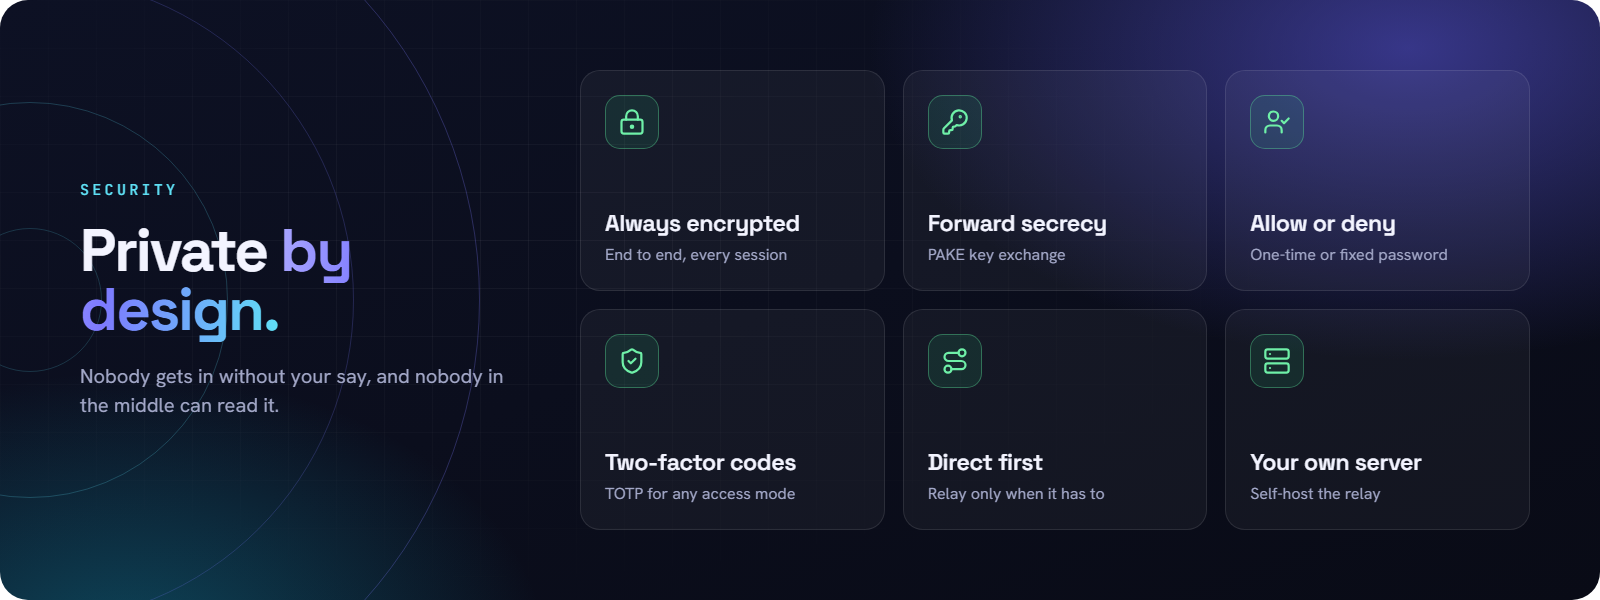 SECURITY
Private by
design.
Nobody gets in without your say, and nobody in
the middle can read it.
Always encrypted
End to end, every session
Forward secrecy
PAKE key exchange
Allow or deny
One-time or fixed password
Two-factor codes
TOTP for any access mode
Direct first
Relay only when it has to
Your own server
Self-host the relay